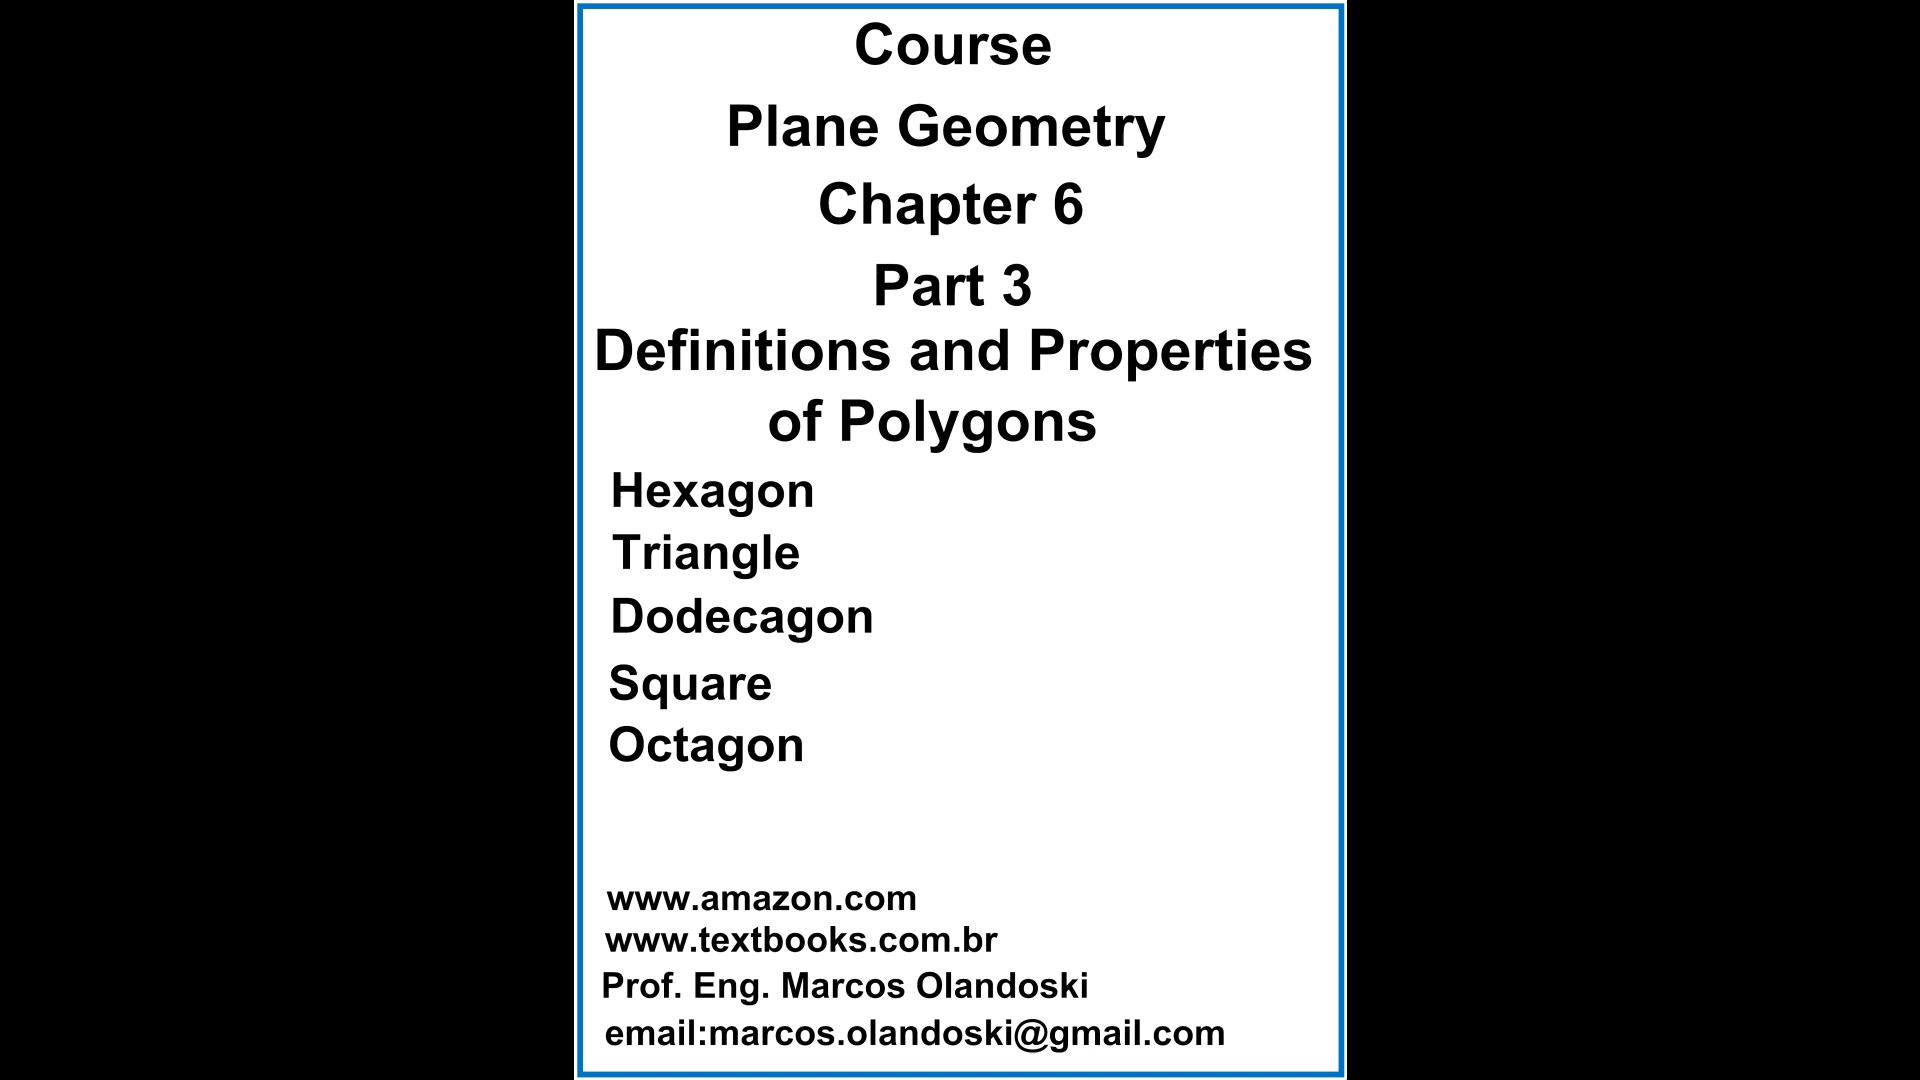 Course
Plane Geometry
Chapter 6
Part 3
Definitions and Properties
of Polygons
Hexagon
Triangle
Dodecagon
Square
Octagon
www.amazon.com
www.textbooks.com.br
Prof. Eng. Marcos Olandoski
email:marcos.olandoski@gmail.com